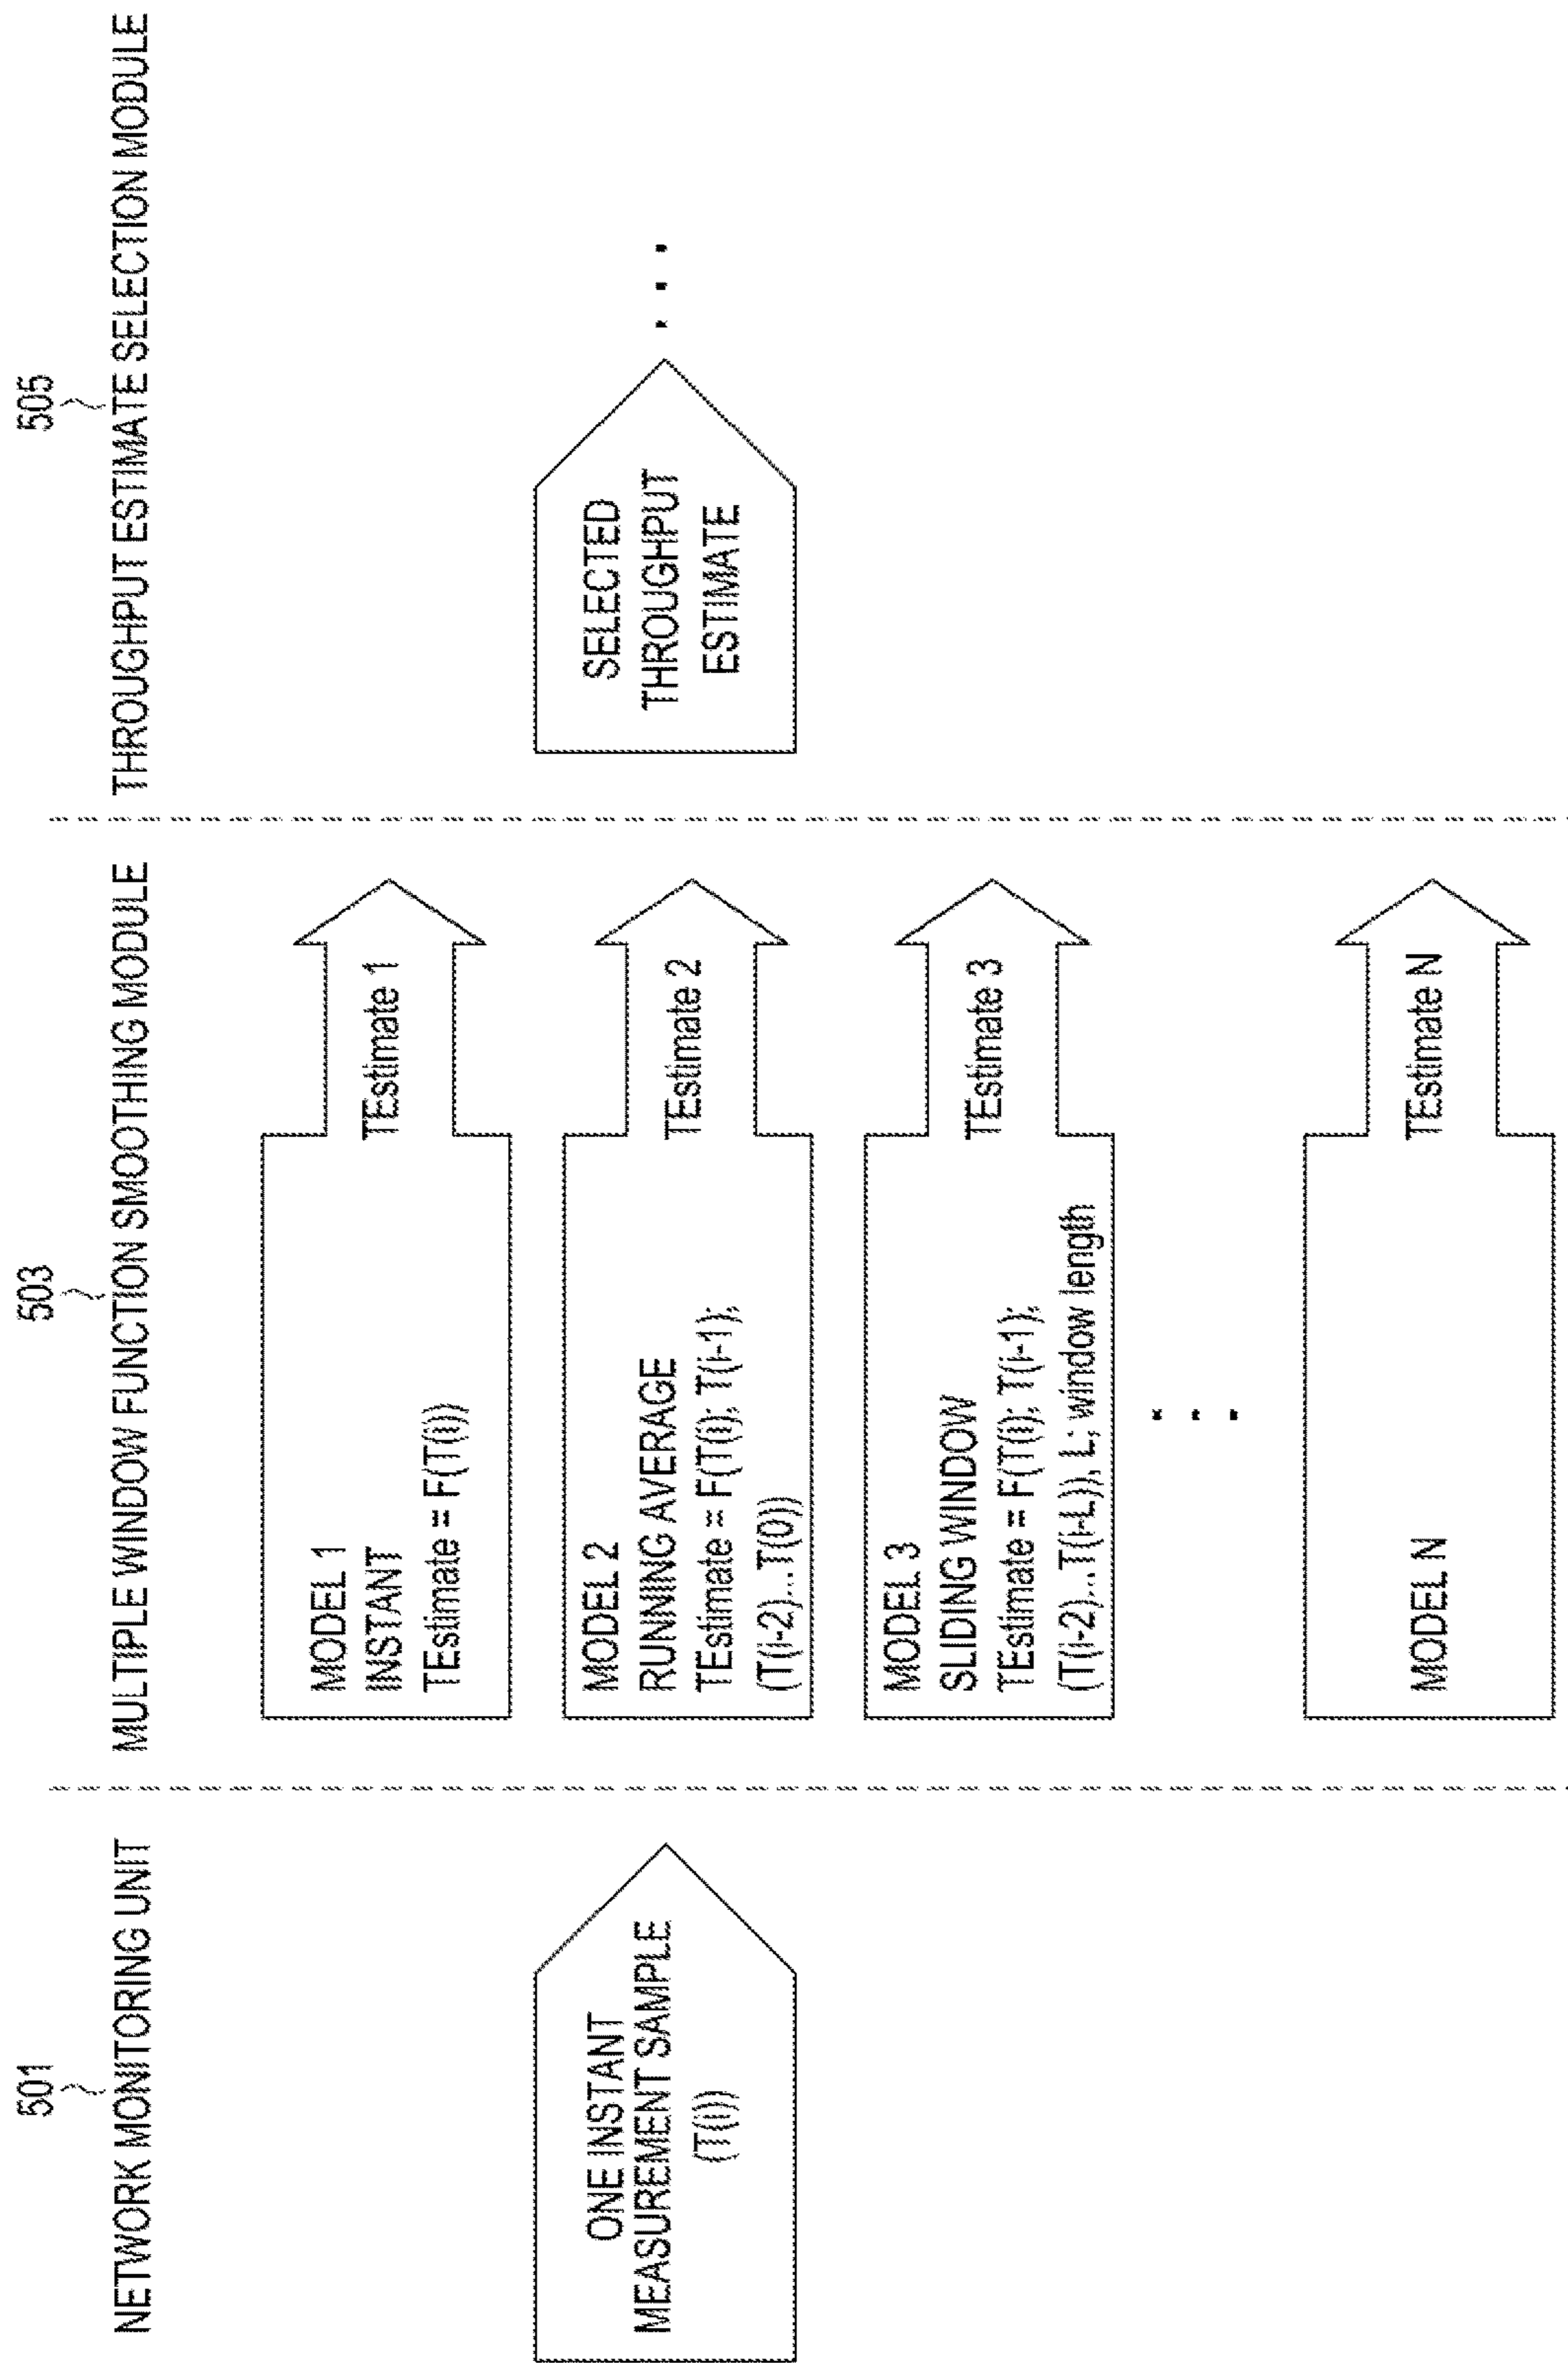 501
NETWORK MONITORING UNIT
ONE INSTANT
MEASUREMENT SAMPLE
(T(i))
503
MULTIPLE WINDOW FUNCTION SMOOTHING MODULE
MODEL 1
INSTANT
TEstimate = F(T(i))
TEstimate 1
MODEL 2
RUNNING AVERAGE
TEstimate = F(T(i); T(i-1);
(T(i-2)...T(0))
TEstimate 2
MODEL 3
SLIDING WINDOW
TEstimate = F(T(i); T(i-1);
(T(i-2)...T(i-L)), L; window length
TEstimate 3
MODEL N
TEstimate N
505
THROUGHPUT ESTIMATE SELECTION MODULE
SELECTED
THROUGHPUT
ESTIMATE